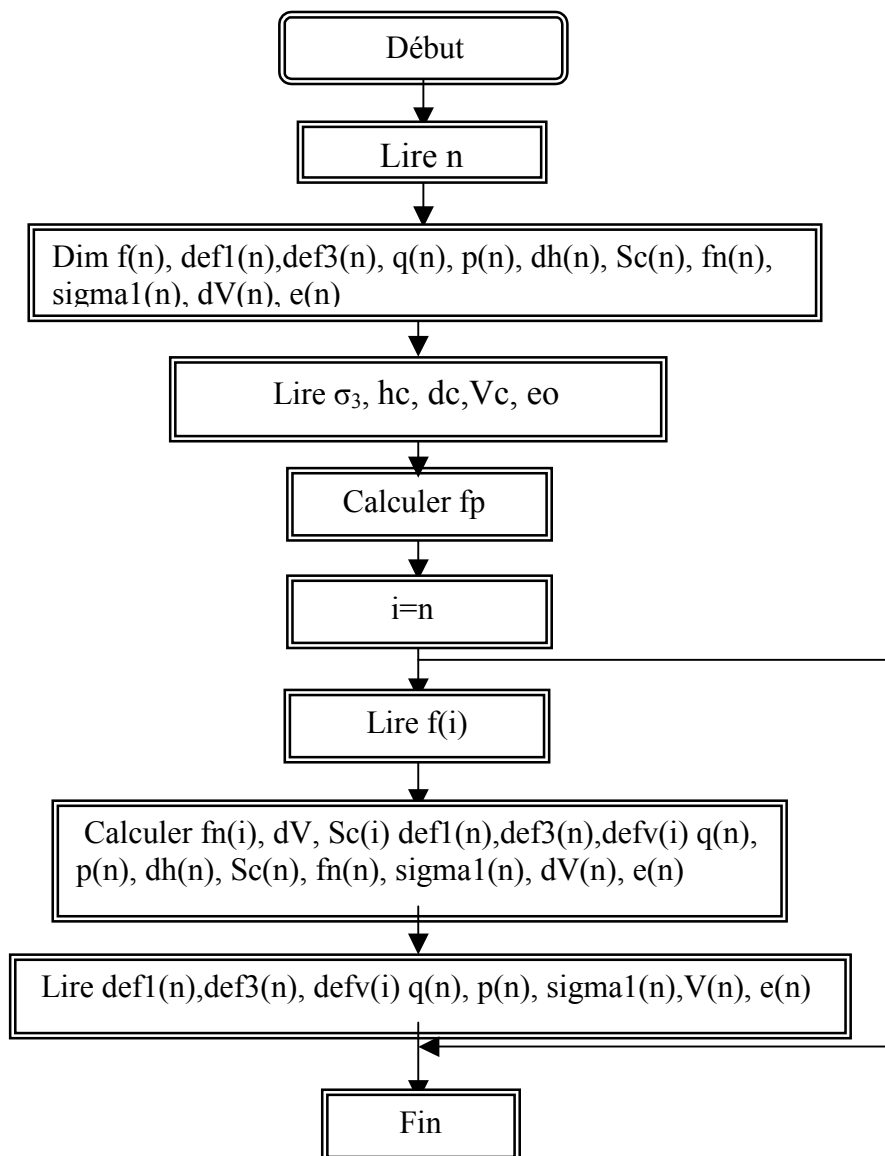 Début
Lire n
Dim f(n), def1(n),def3(n), q(n), p(n), dh(n), Sc(n), fn(n),
sigma1(n), dV(n), e(n)
Lire σ₃, hc, dc,Vc, eo
Calculer fp
i=n
Lire f(i)
Calculer fn(i), dV, Sc(i) def1(n),def3(n),defv(i) q(n),
p(n), dh(n), Sc(n), fn(n), sigma1(n), dV(n), e(n)
Lire def1(n),def3(n), defv(i) q(n), p(n), sigma1(n),V(n), e(n)
Fin